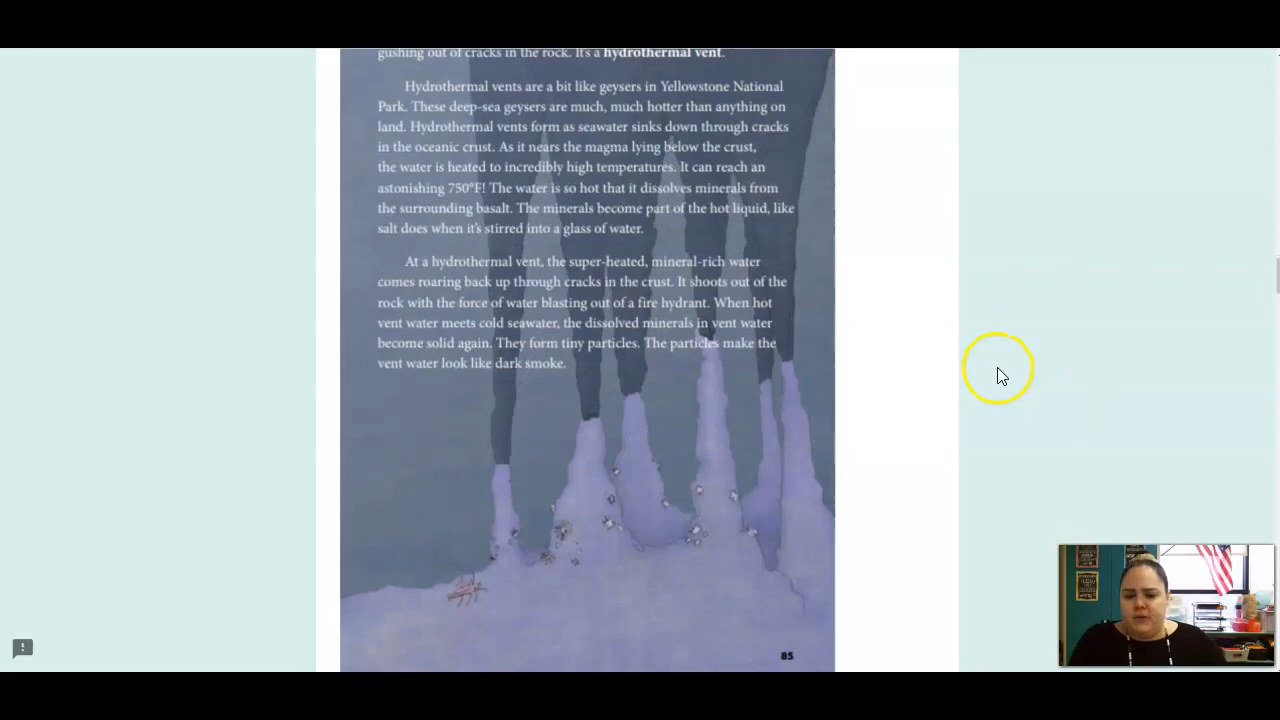 gushing out of cracks in the rock. It's a hydrothermal vent.
Hydrothermal vents are a bit like geysers in Yellowstone National
Park. These deep-sea geysers are much, much hotter than anything on
land. Hydrothermal vents form as seawater sinks down through cracks
in the oceanic crust. As it nears the magma lying below the crust,
the water is heated to incredibly high temperatures. It can reach an
astonishing 750°F! The water is so hot that it dissolves minerals from
the surrounding basalt. The minerals become part of the hot liquid, like
salt does when it's stirred into a glass of water.
At a hydrothermal vent, the super-heated, mineral-rich water
comes roaring back up through cracks in the crust. It shoots out of the
rock with the force of water blasting out of a fire hydrant. When hot
vent water meets cold seawater, the dissolved minerals in vent water
become solid again. They form tiny particles. The particles make the
vent water look like dark smoke.
85